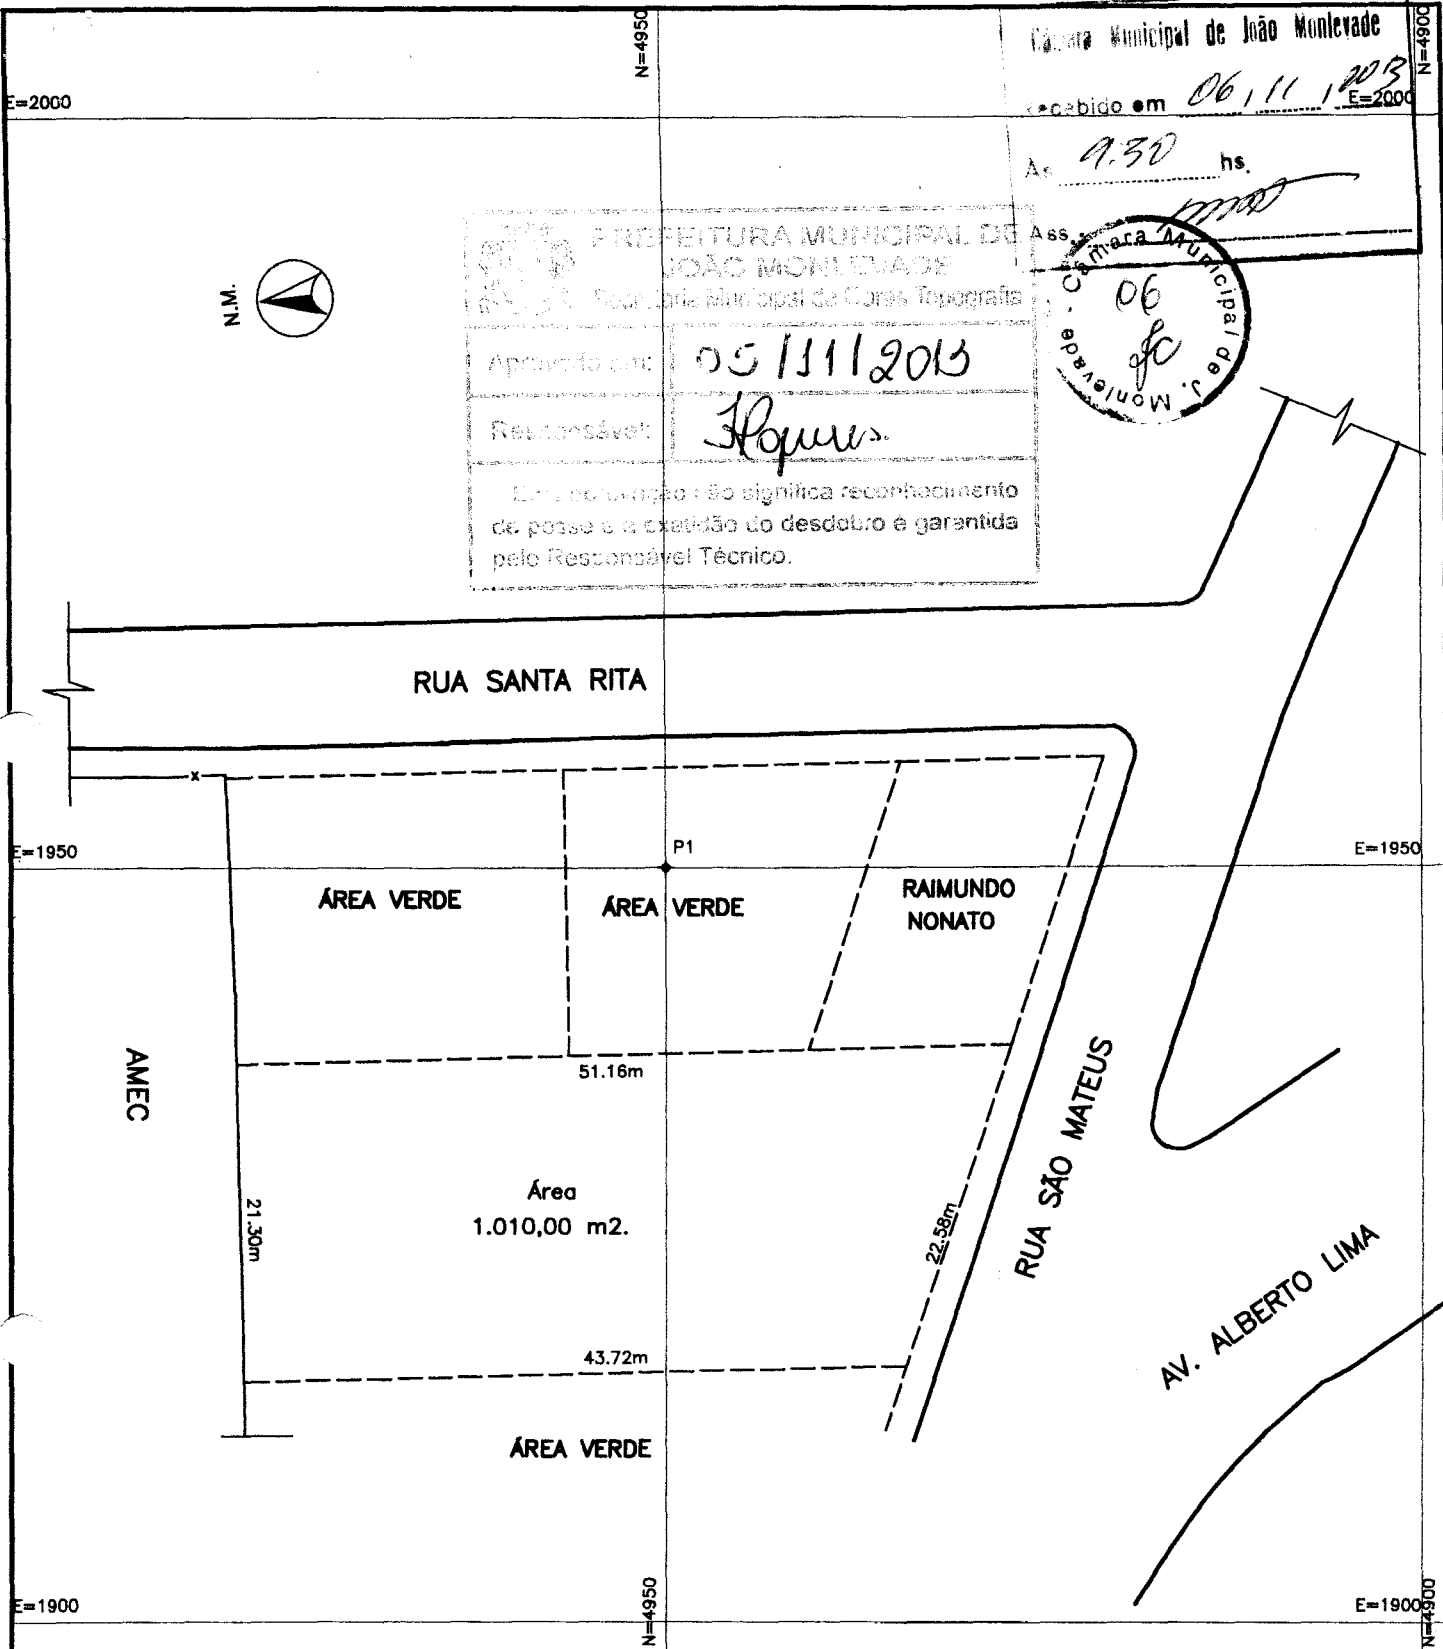 N=4950
N=4900
Câmara Municipal de João Monlevade
E=2000
Recebido em 06, 11, 2013
E=2000
As 9:30 hs.
PREFEITURA MUNICIPAL DE
JOÃO MONLEVADE
Secretaria Municipal de Obras Topografia
Ass.
Câmara Municipal de J. Monlevade
06
N.M.
Aprovado em: 05/11/2013
Responsável:
Esta aprovação não significa reconhecimento
de posse e a exatidão do desdobro é garantida
pelo Responsável Técnico.
RUA SANTA RITA
x
E=1950
P1
E=1950
ÁREA VERDE
ÁREA VERDE
RAIMUNDO
NONATO
AMEC
51.16m
RUA SÃO MATEUS
21.30m
Área
1.010,00 m2.
22.58m
AV. ALBERTO LIMA
43.72m
ÁREA VERDE
E=1900
N=4950
E=1900
N=4900